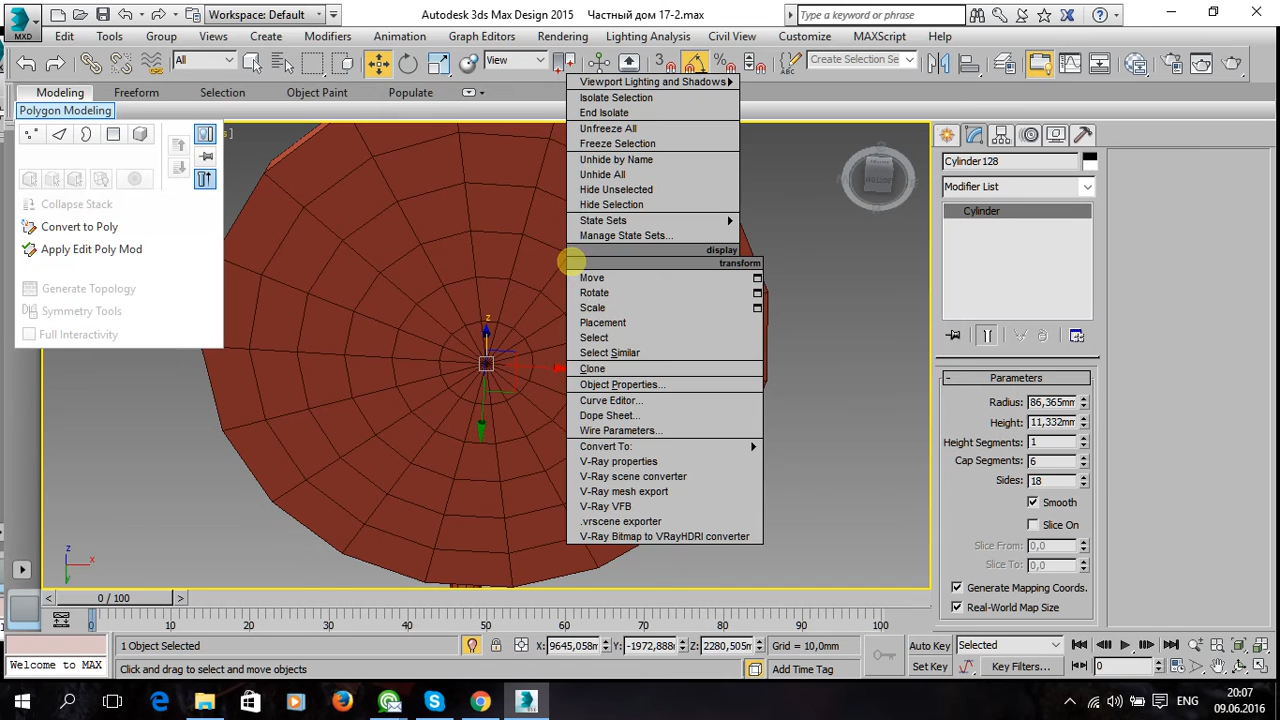 MXD
Workspace: Default
Autodesk 3ds Max Design 2015 Частный дом 17-2.max
Type a keyword or phrase
Edit Tools Group Views Create Modifiers Animation Graph Editors Rendering Lighting Analysis Civil View Customize MAXScript Help
All
View
3
Create Selection Se
Modeling Freeform Selection Object Paint Populate
Polygon Modeling
Collapse Stack
Convert to Poly
Apply Edit Poly Mod
Generate Topology
Symmetry Tools
Full Interactivity
Viewport Lighting and Shadows
Isolate Selection
End Isolate
Unfreeze All
Freeze Selection
Unhide by Name
Unhide All
Hide Unselected
Hide Selection
State Sets
Manage State Sets...
display
transform
Move
Rotate
Scale
Placement
Select
Select Similar
Clone
Object Properties...
Curve Editor...
Dope Sheet...
Wire Parameters...
Convert To:
V-Ray properties
V-Ray scene converter
V-Ray mesh export
V-Ray VFB
.vrscene exporter
V-Ray Bitmap to VRayHDRI converter
z
z
x
Cylinder128
Modifier List
Cylinder
- Parameters
Radius: 86,365mm
Height: 11,332mm
Height Segments: 1
Cap Segments: 6
Sides: 18
Smooth
Slice On
Slice From: 0,0
Slice To: 0,0
Generate Mapping Coords.
Real-World Map Size
0 / 100
0 10 20 30 40 50 60 70 80 90 100
1 Object Selected
X: 9645,058m Y: -1972,888m Z: 2280,505m Grid = 10,0mm
Auto Key Selected
Welcome to MAX
Click and drag to select and move objects
Add Time Tag
Set Key Key Filters... 0
ENG
20:07
09.06.2016